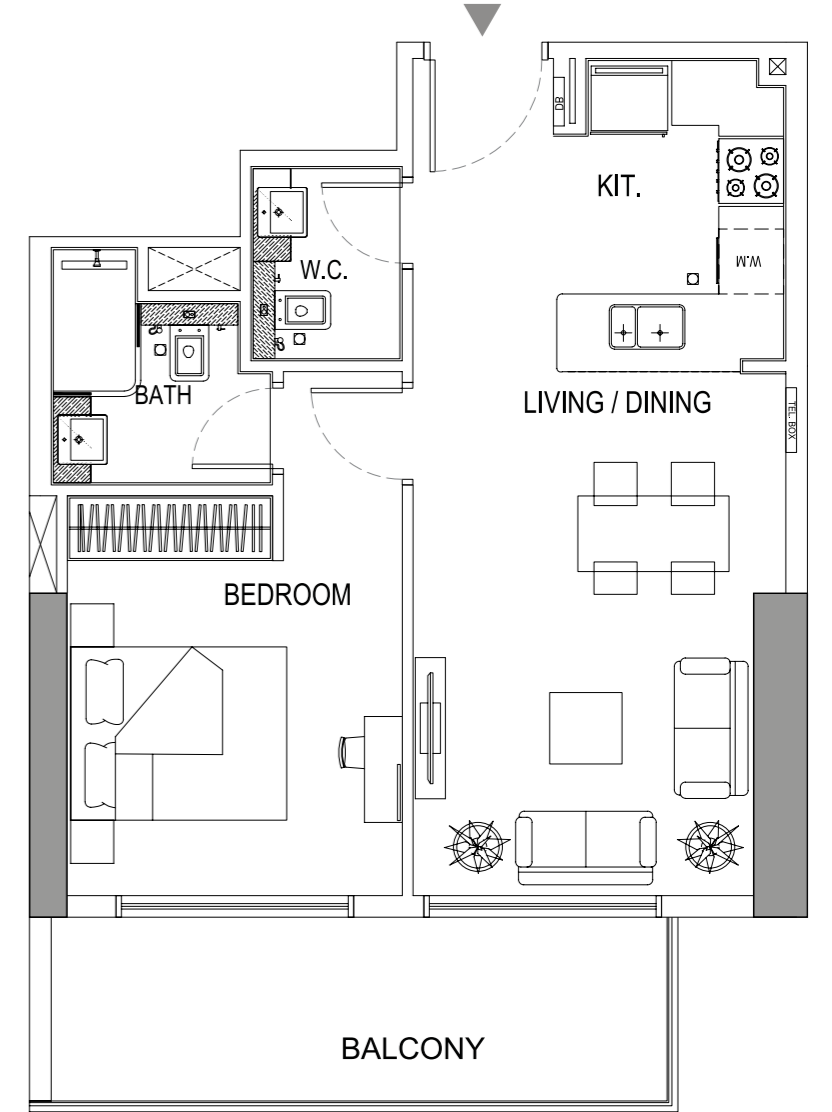 DB
KIT.
W.C.
W.M
BATH
LIVING / DINING
TEL. BOX
BEDROOM
BALCONY